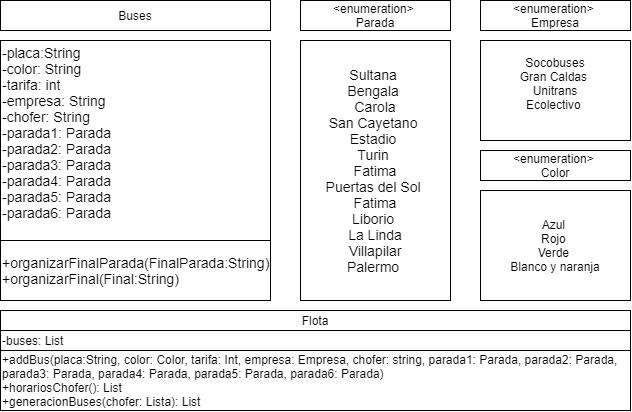 Buses
-placa:String
-color: String
-tarifa: int
-empresa: String
-chofer: String
-parada1: Parada
-parada2: Parada
-parada3: Parada
-parada4: Parada
-parada5: Parada
-parada6: Parada
+organizarFinalParada(FinalParada:String)
+organizarFinal(Final:String)
<enumeration>
Parada
Sultana
Bengala
Carola
San Cayetano
Estadio
Turin
Fatima
Puertas del Sol
Fatima
Liborio
La Linda
Villapilar
Palermo
<enumeration>
Empresa
Socobuses
Gran Caldas
Unitrans
Ecolectivo
<enumeration>
Color
Azul
Rojo
Verde
Blanco y naranja
Flota
-buses: List
+addBus(placa:String, color: Color, tarifa: Int, empresa: Empresa, chofer: string, parada1: Parada, parada2: Parada,
parada3: Parada, parada4: Parada, parada5: Parada, parada6: Parada)
+horariosChofer(): List
+generacionBuses(chofer: Lista): List